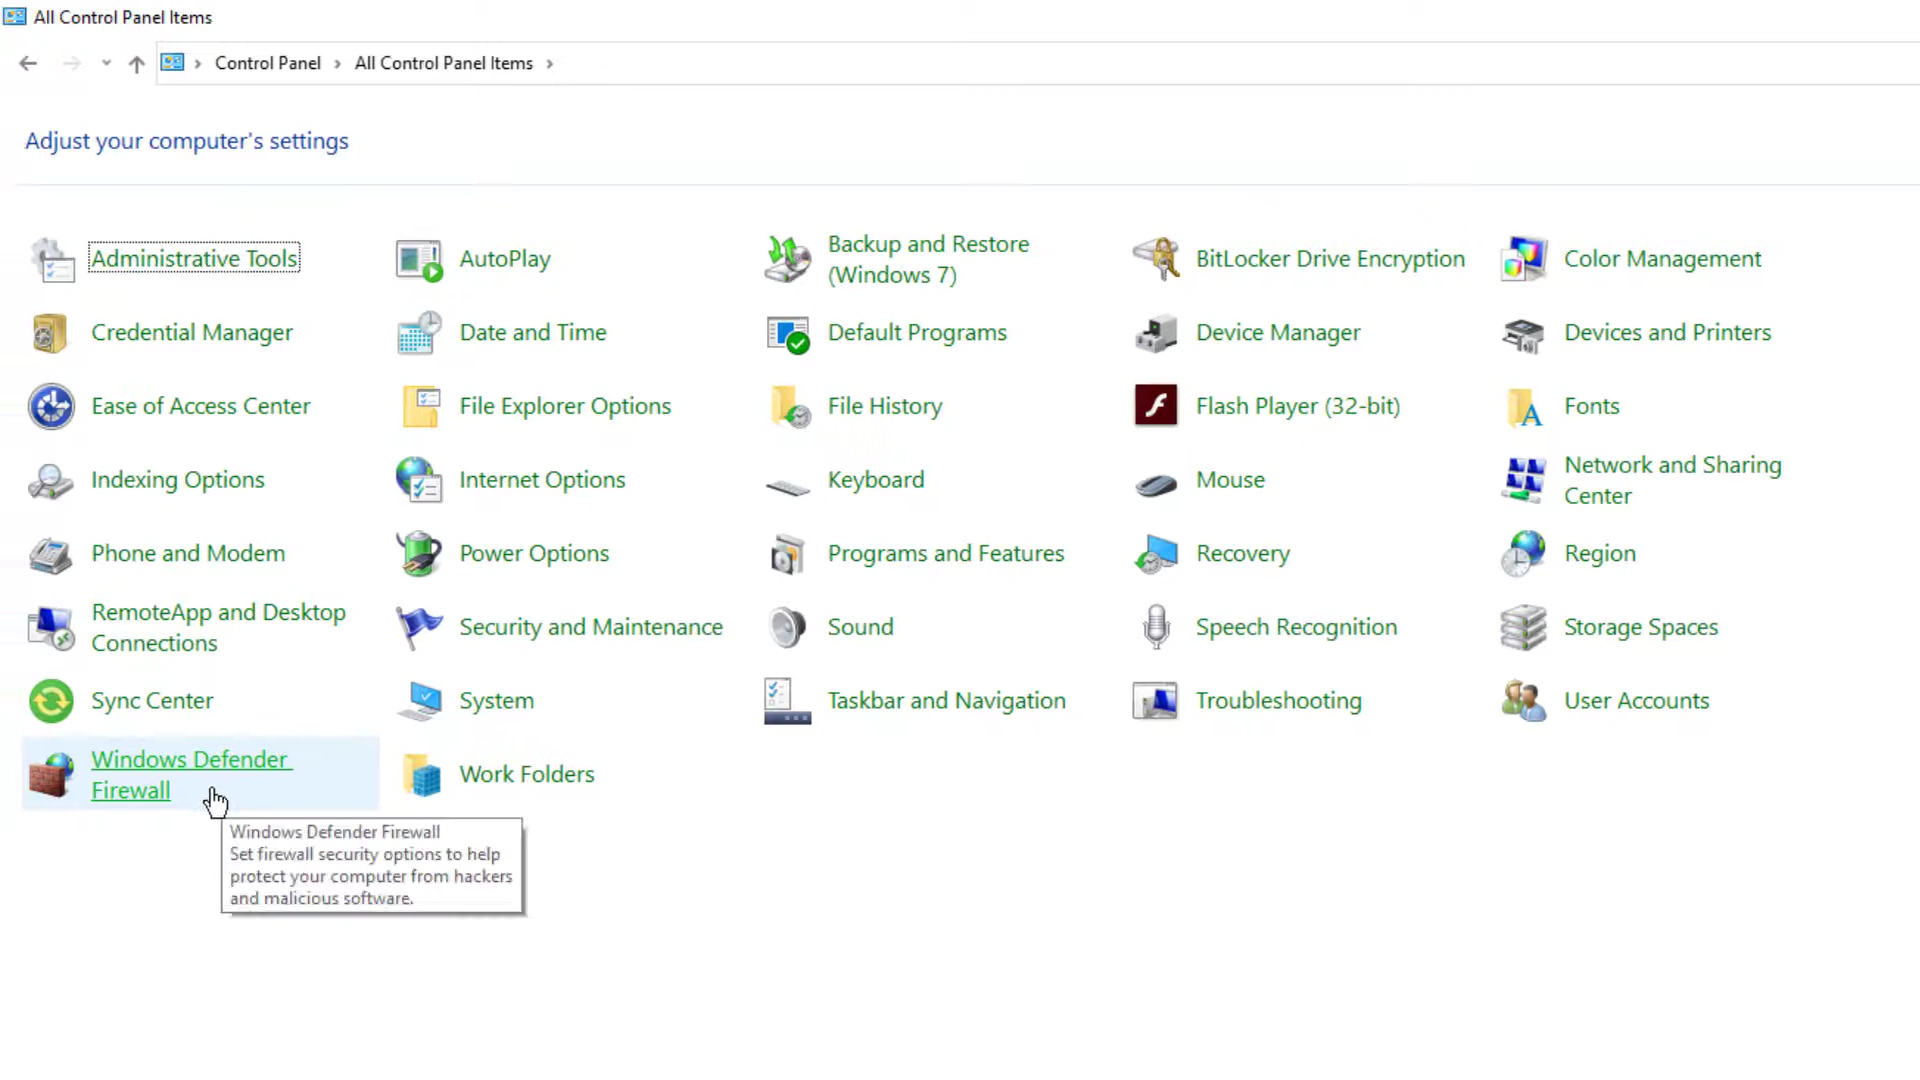 All Control Panel Items
Control Panel > All Control Panel Items >
Adjust your computer's settings
Administrative Tools
AutoPlay
Backup and Restore
(Windows 7)
BitLocker Drive Encryption
Color Management
Credential Manager
Date and Time
Default Programs
Device Manager
Devices and Printers
Ease of Access Center
File Explorer Options
File History
Flash Player (32-bit)
Fonts
Indexing Options
Internet Options
Keyboard
Mouse
Network and Sharing
Center
Phone and Modem
Power Options
Programs and Features
Recovery
Region
RemoteApp and Desktop
Connections
Security and Maintenance
Sound
Speech Recognition
Storage Spaces
Sync Center
System
Taskbar and Navigation
Troubleshooting
User Accounts
Windows Defender
Firewall
Work Folders
Windows Defender Firewall
Set firewall security options to help
protect your computer from hackers
and malicious software.